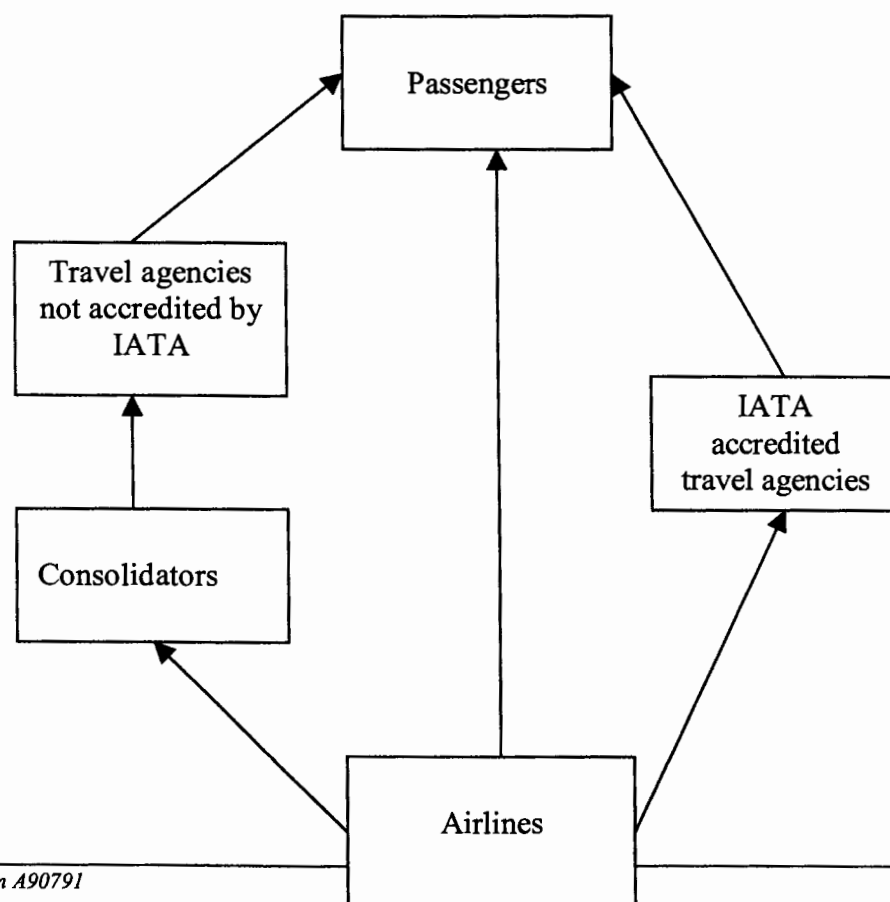 Passengers
Travel agencies
not accredited by
IATA
IATA
accredited
travel agencies
Consolidators
Airlines
A90791